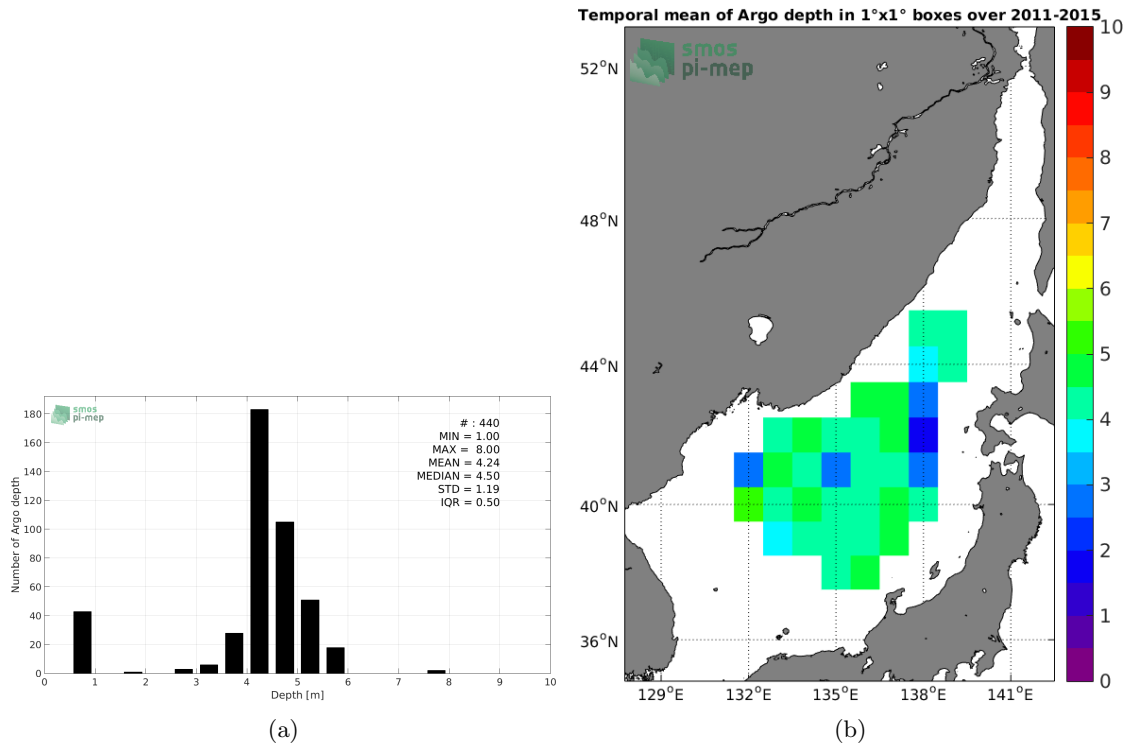 smos
pi-mep
# : 440
MIN = 1.00
MAX = 8.00
MEAN = 4.24
MEDIAN = 4.50
STD = 1.19
IQR = 0.50
Number of Argo depth
180
160
140
120
100
80
60
40
20
0
0 1 2 3 4 5 6 7 8 9 10
Depth [m]
(a)
Temporal mean of Argo depth in 1°x1° boxes over 2011-2015
smos
pi-mep
52°N
48°N
44°N
40°N
36°N
129°E 132°E 135°E 138°E 141°E
10
9
8
7
6
5
4
3
2
1
0
(b)